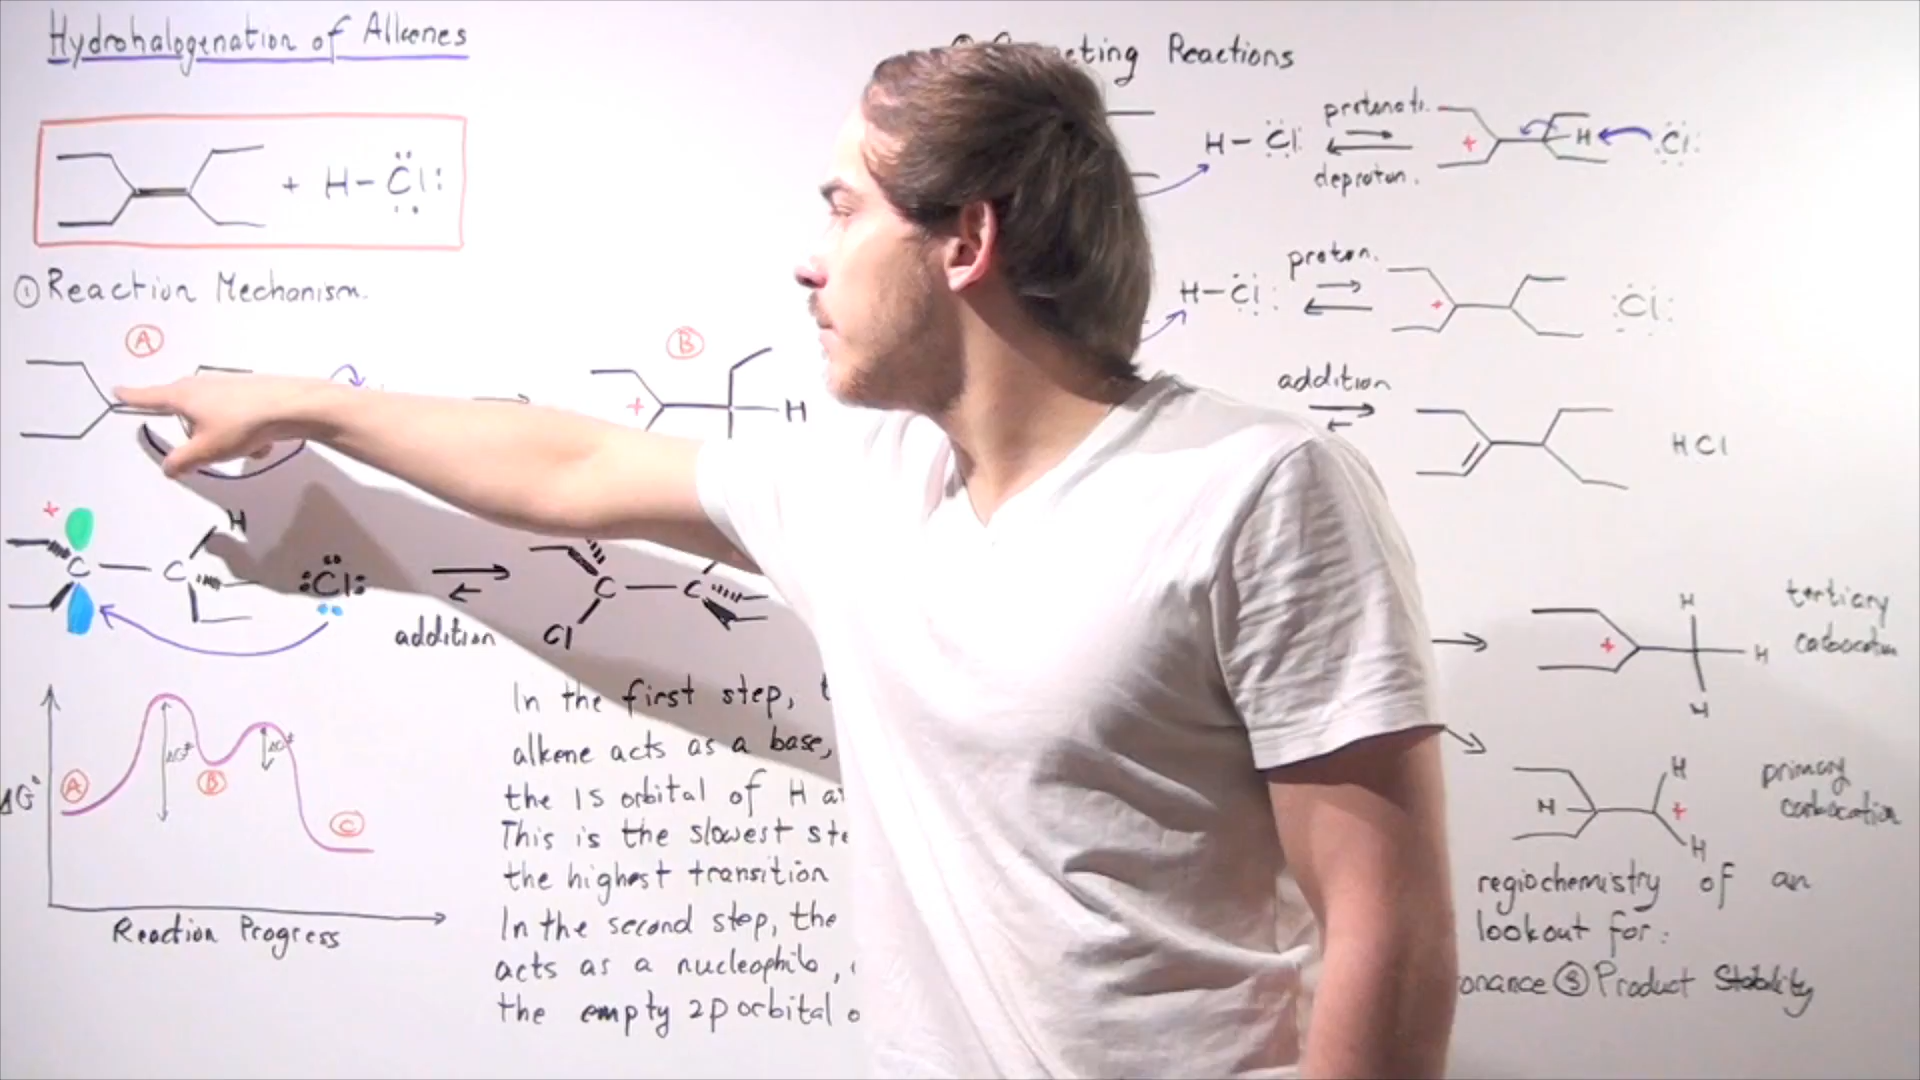 Hydrohalogenation of Alkenes
+ H-Cl
① Reaction Mechanism.
A
B
+
H
+
C
C
H
Cl
addition
C
C
Cl
ΔG°
A
ΔG‡
B
ΔG‡
C
Reaction Progress
In the first step,
alkene acts as a base,
the 1S orbital of H
This is the slowest
the highest transition
In the second step, the
acts as a nucleophile,
the empty 2p orbital
Reactions
H-Cl
protonati.
deproton.
+
H
Cl
H-Cl
proton.
+
Cl
addition
HCl
+
H
H
H
tertiary
carbocation
H
H
+
H
primary
carbocation
regiochemistry of an
lookout for:
③ Product Stability